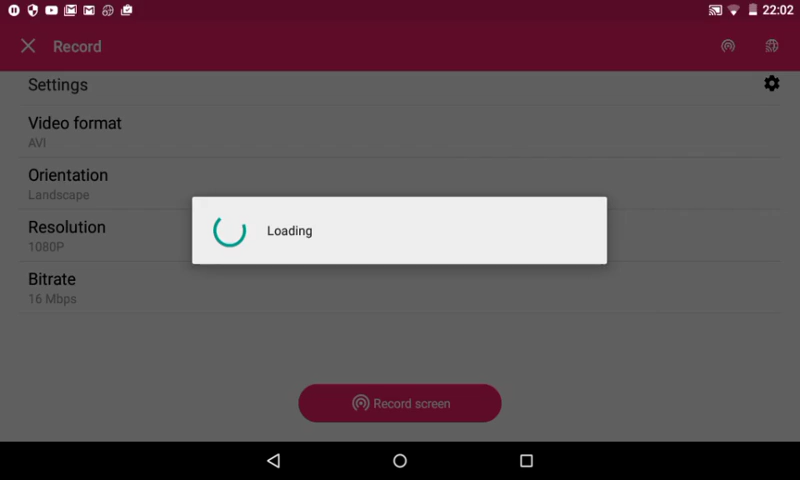 22:02
Record
Settings
Video format
AVI
Orientation
Landscape
Resolution
1080P
Loading
Bitrate
16 Mbps
Record screen